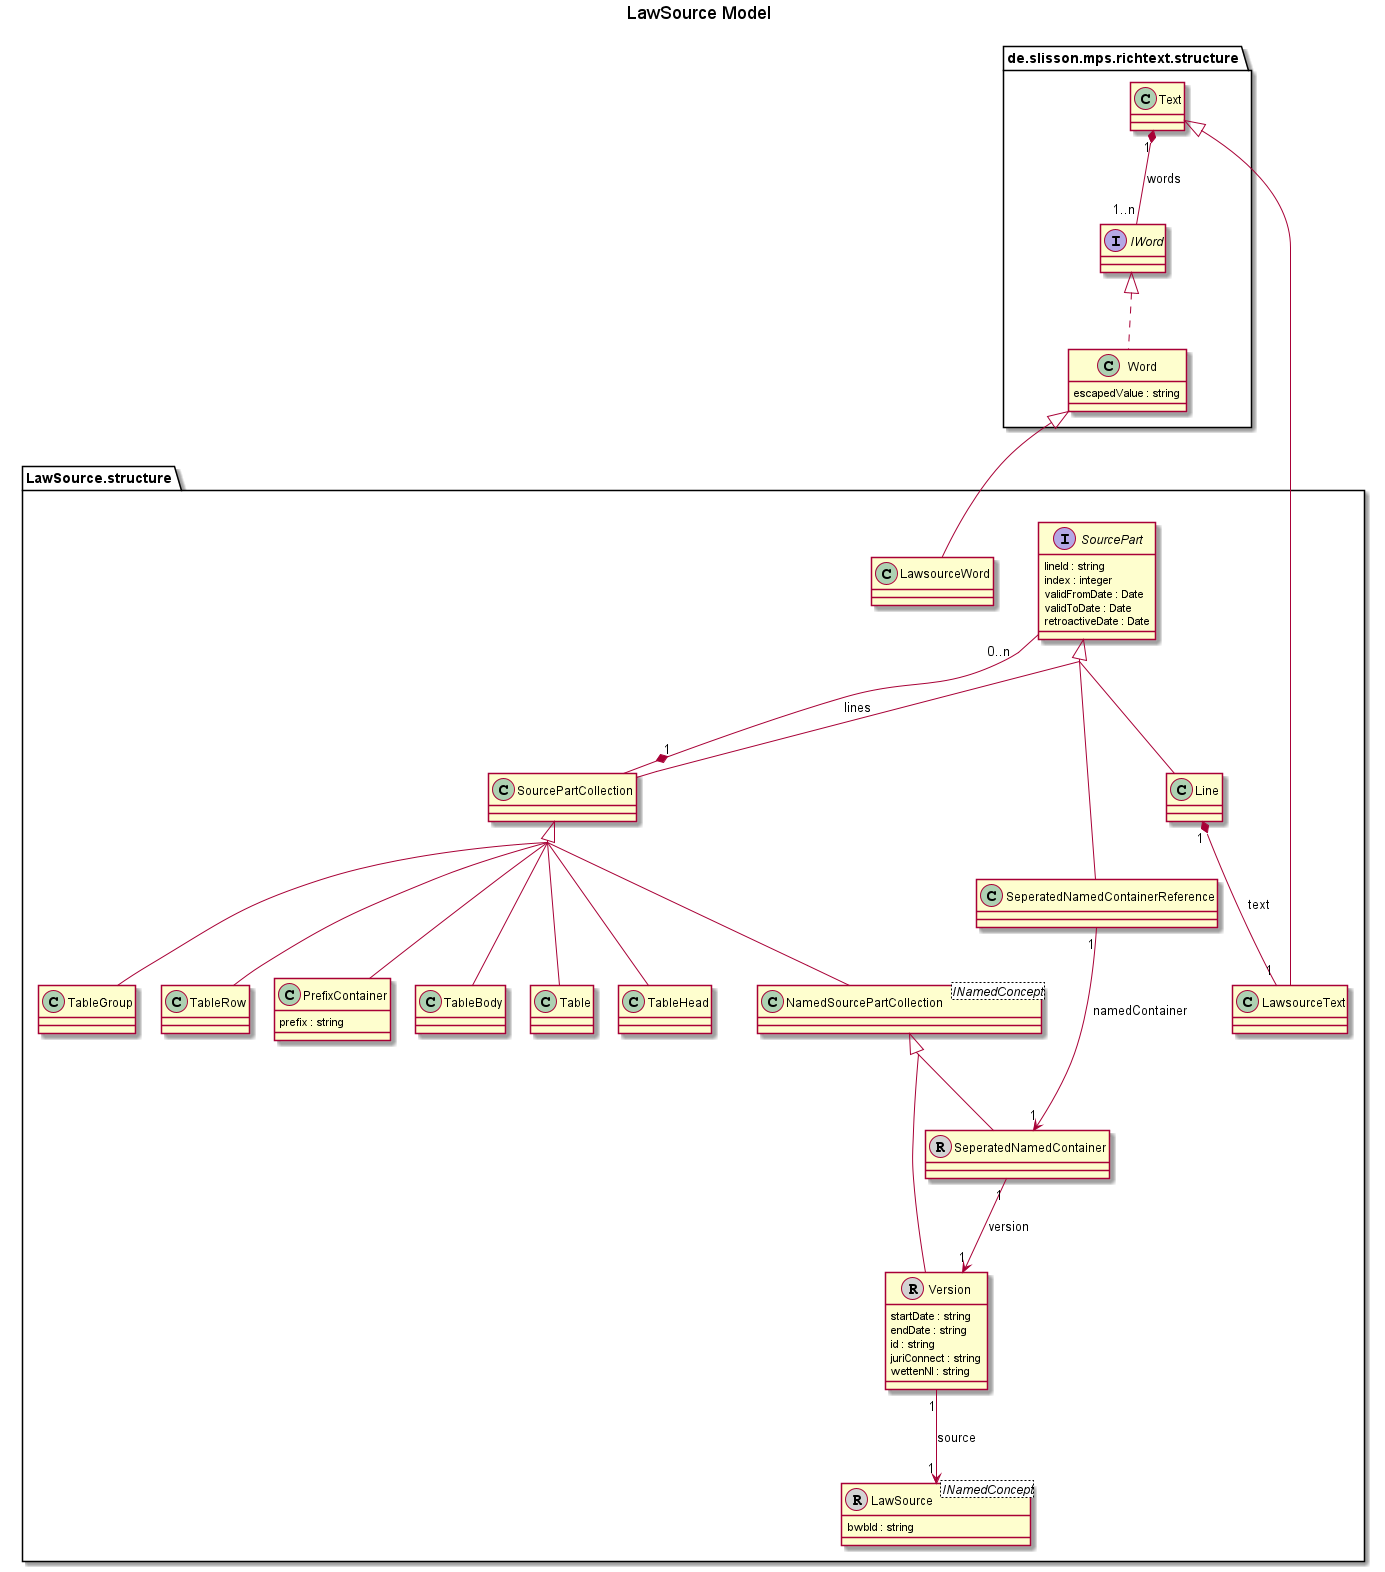 LawSource Model
de.slisson.mps.richtext.structure
C Text
1
words
1..n
I IWord
C Word
escapedValue : string
LawSource.structure
I SourcePart
lineId : string
index : integer
validFromDate : Date
validToDate : Date
retroactiveDate : Date
C LawsourceWord
0..n
lines
1
C SourcePartCollection
C Line
1
C SeperatedNamedContainerReference
text
1
1
C TableGroup
C TableRow
C PrefixContainer
prefix : string
C TableBody
C Table
C TableHead
C NamedSourcePartCollection
INamedConcept
C LawsourceText
namedContainer
1
R SeperatedNamedContainer
1
version
1
R Version
startDate : string
endDate : string
id : string
juriConnect : string
wettenNl : string
1
source
1
R LawSource
INamedConcept
bwbId : string